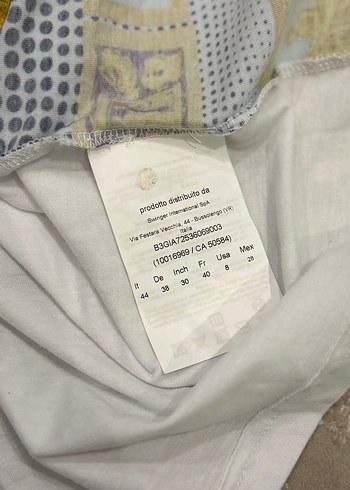 prodotto distribuito da
Swinger International SpA
Via Festara Vecchia, 44 - Bussolengo (VR)
Italia
B3GIA72536069003
(10016969 / CA 50584)
It De Inch Fr Usa Mex
44 38 30 40 8 28